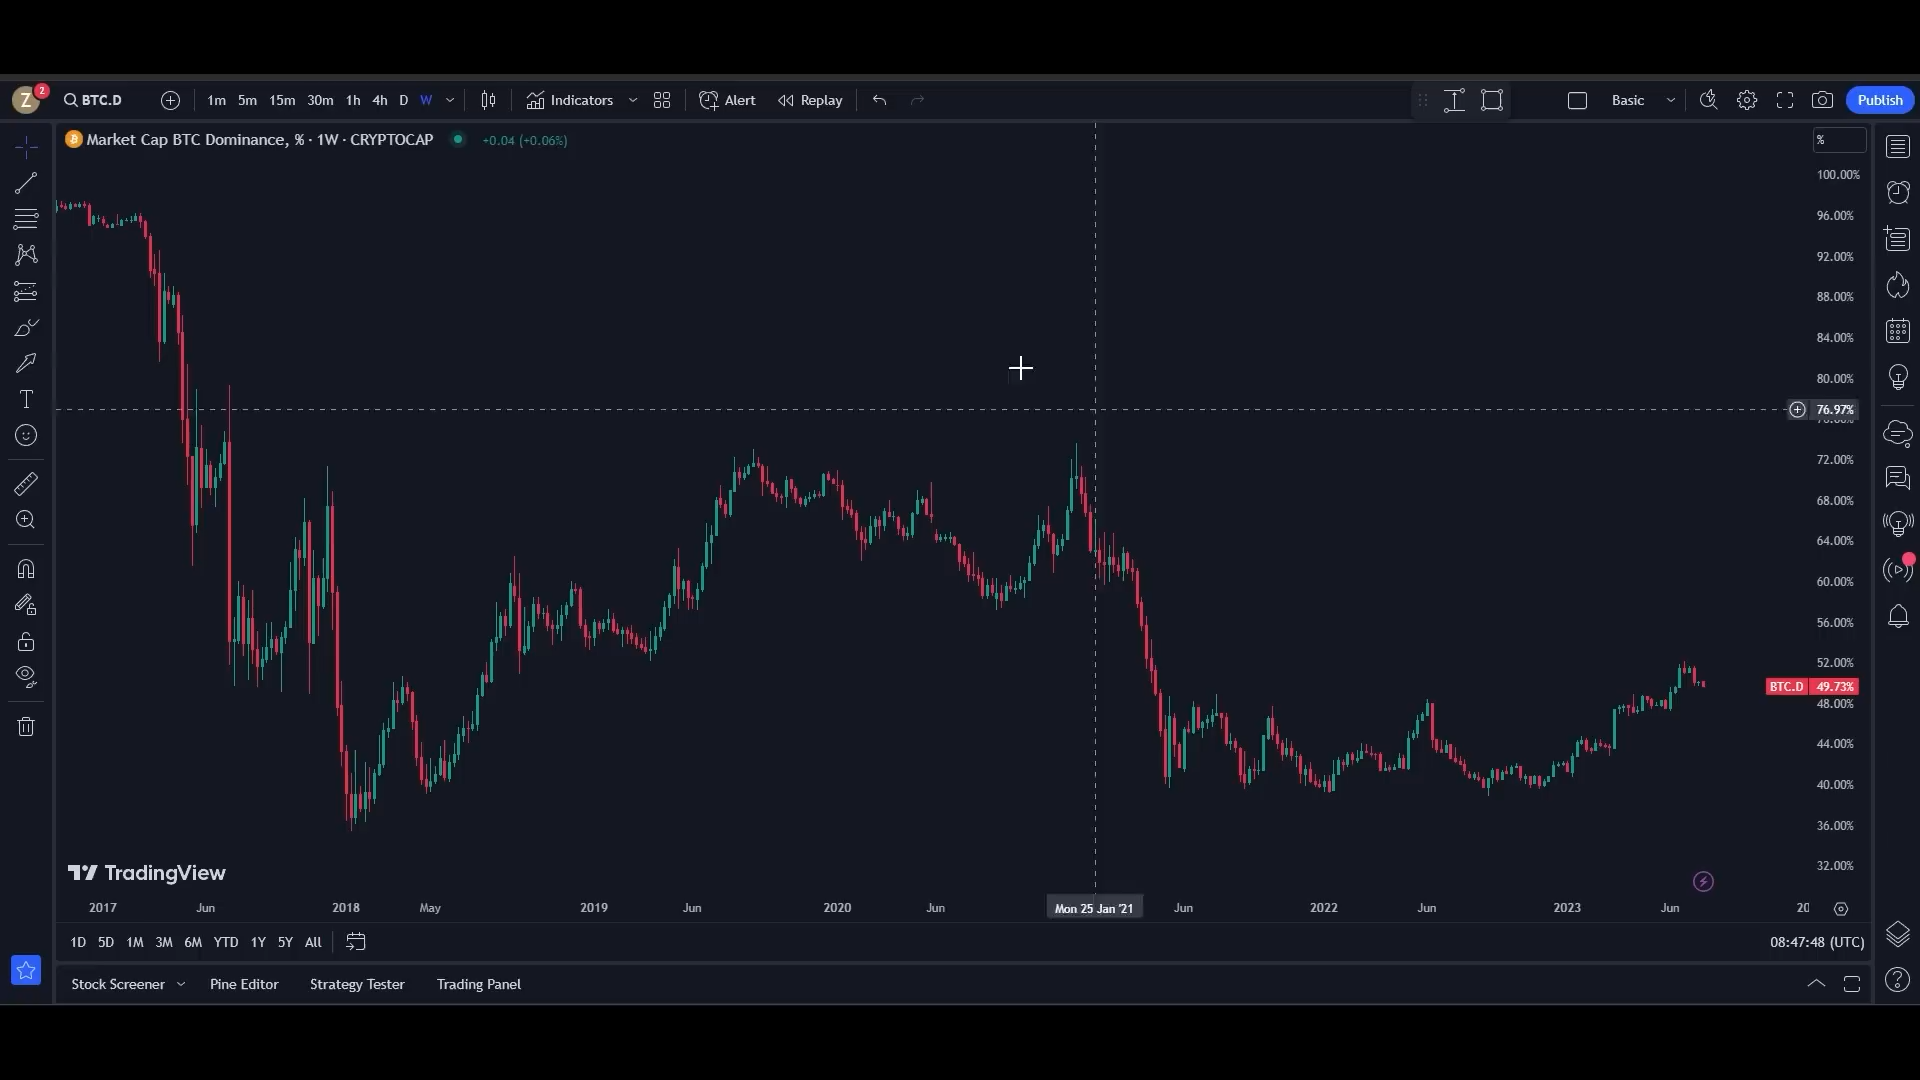 Z 2 BTC.D 1m 5m 15m 30m 1h 4h D W Indicators Alert Replay Basic Publish
Market Cap BTC Dominance, % · 1W · CRYPTOCAP +0.04 (+0.06%) %
100.00%
96.00%
92.00%
88.00%
84.00%
80.00%
76.97%
72.00%
68.00%
64.00%
60.00%
56.00%
52.00%
BTC.D 49.73%
48.00%
44.00%
40.00%
36.00%
32.00%
TradingView
2017 Jun 2018 May 2019 Jun 2020 Jun Mon 25 Jan '21 Jun 2022 Jun 2023 Jun 20
1D 5D 1M 3M 6M YTD 1Y 5Y All 08:47:48 (UTC)
Stock Screener Pine Editor Strategy Tester Trading Panel